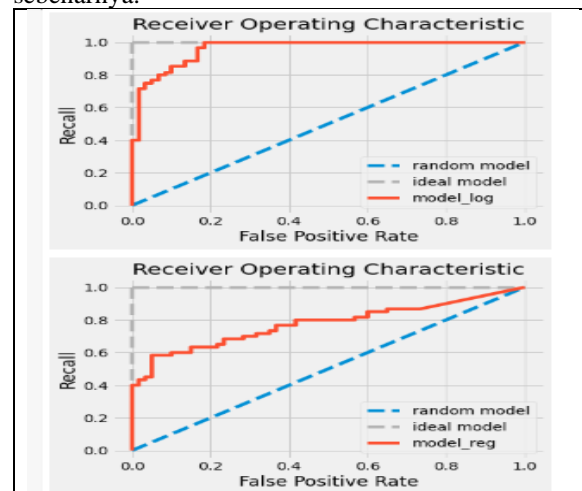 sebenarnya.
Receiver Operating Characteristic
1.0
0.8
0.6
0.4
0.2
0.0
Recall
random model
ideal model
model_log
0.0 0.2 0.4 0.6 0.8 1.0
False Positive Rate
Receiver Operating Characteristic
1.0
0.8
0.6
0.4
0.2
0.0
Recall
random model
ideal model
model_reg
0.0 0.2 0.4 0.6 0.8 1.0
False Positive Rate